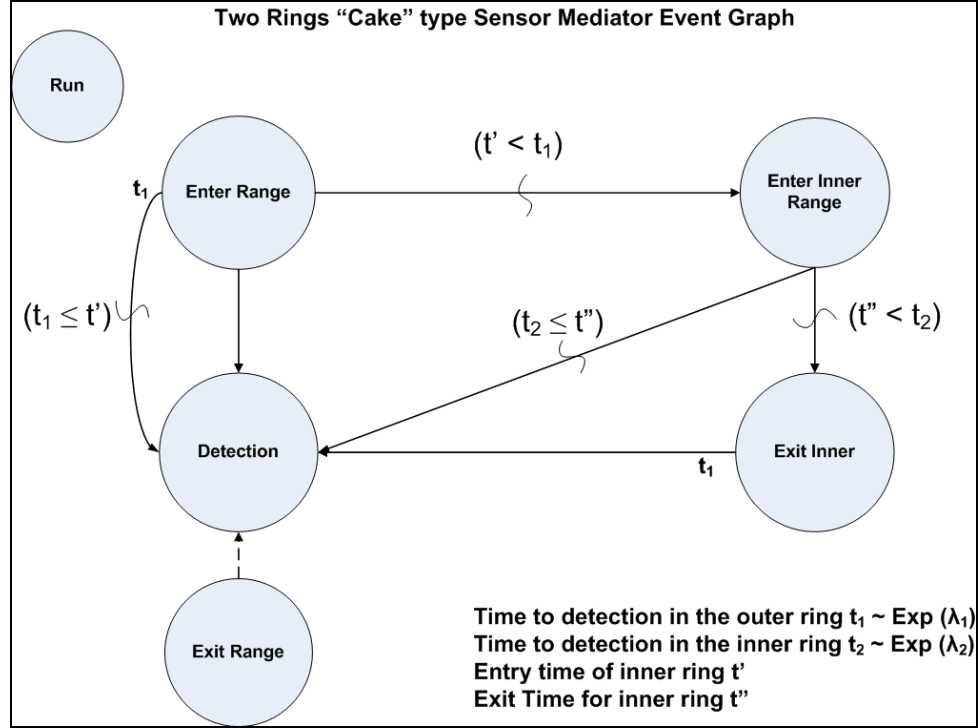 Two Rings “Cake” type Sensor Mediator Event Graph
Run
(t' < t₁)
t₁
Enter Range
Enter Inner
Range
(t₁ ≤ t’)
(t₂ ≤ t”)
(t” < t₂)
Detection
Exit Inner
t₁
Exit Range
Time to detection in the outer ring t₁ ~ Exp (λ₁)
Time to detection in the inner ring t₂ ~ Exp (λ₂)
Entry time of inner ring t’
Exit Time for inner ring t”